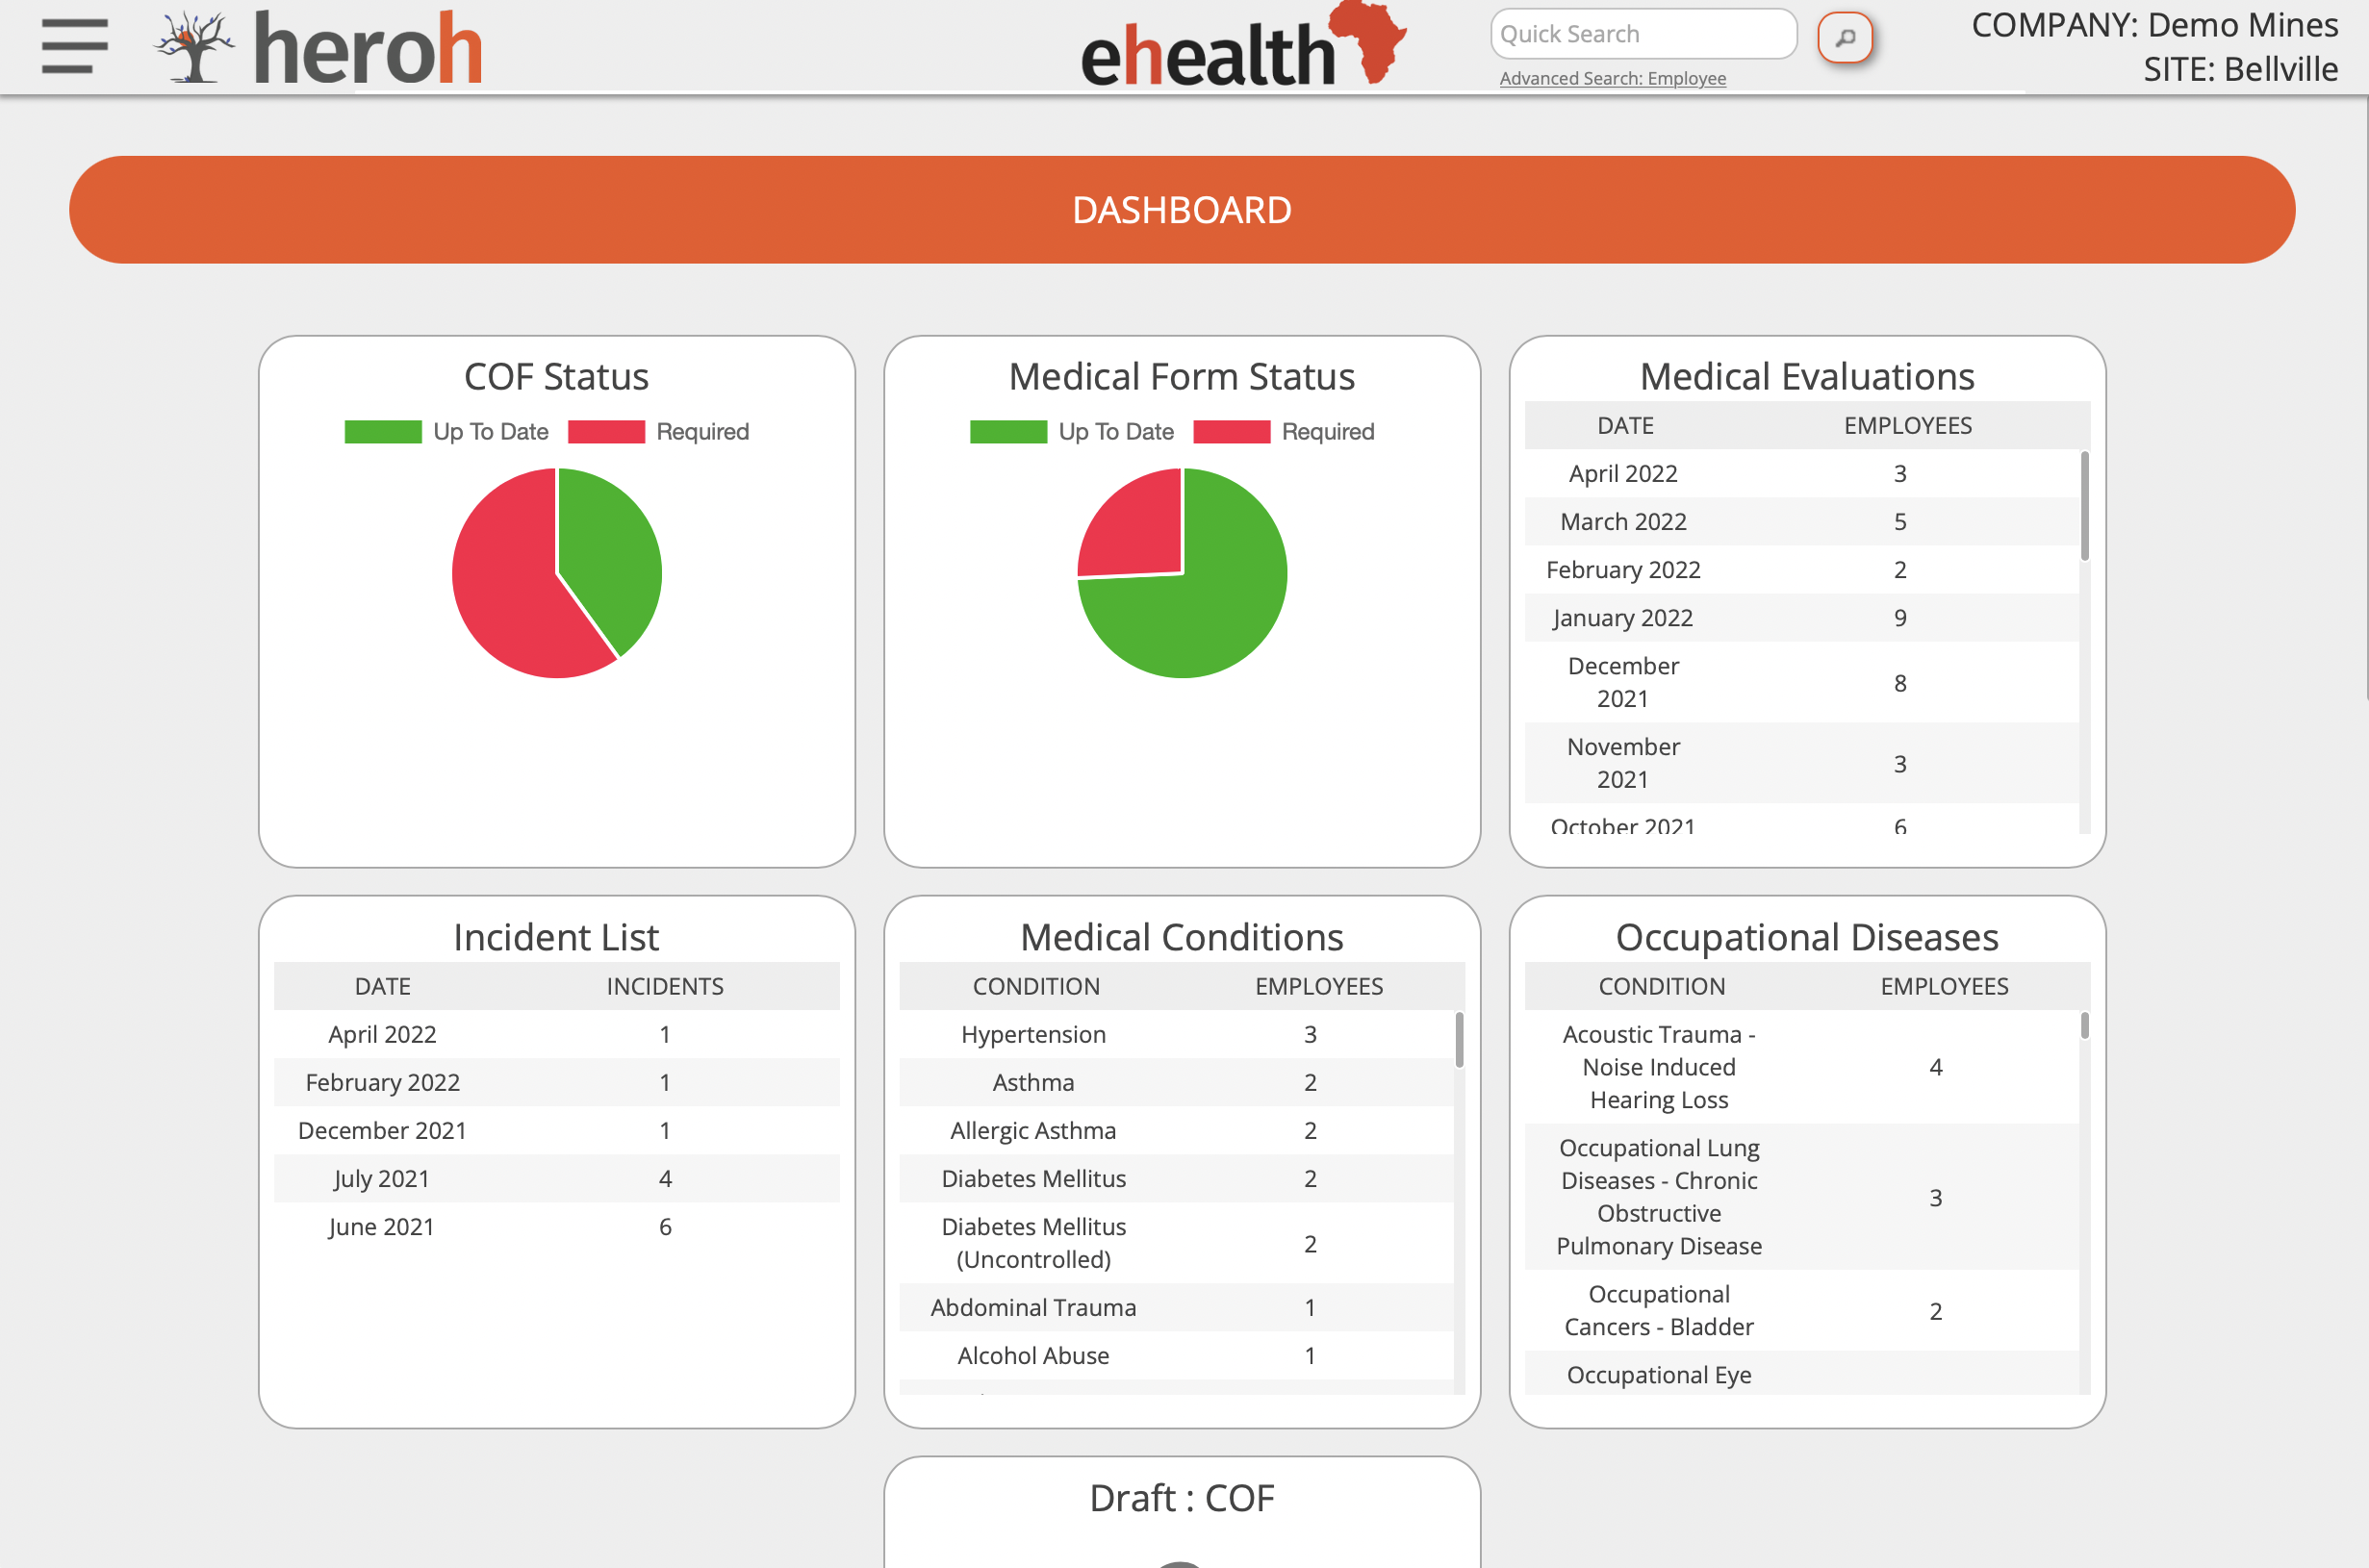 heroh
ehealth
Quick Search
Advanced Search: Employee
COMPANY: Demo Mines
SITE: Bellville
DASHBOARD
COF Status
Up To Date Required
Medical Form Status
Up To Date Required
Medical Evaluations
DATE EMPLOYEES
April 2022 3
March 2022 5
February 2022 2
January 2022 9
December
2021
8
November
2021
3
October 2021 6
Incident List
DATE INCIDENTS
April 2022 1
February 2022 1
December 2021 1
July 2021 4
June 2021 6
Medical Conditions
CONDITION EMPLOYEES
Hypertension 3
Asthma 2
Allergic Asthma 2
Diabetes Mellitus 2
Diabetes Mellitus
(Uncontrolled)
2
Abdominal Trauma 1
Alcohol Abuse 1
Occupational Diseases
CONDITION EMPLOYEES
Acoustic Trauma -
Noise Induced
Hearing Loss
4
Occupational Lung
Diseases - Chronic
Obstructive
Pulmonary Disease
3
Occupational
Cancers - Bladder
2
Occupational Eye
Draft : COF